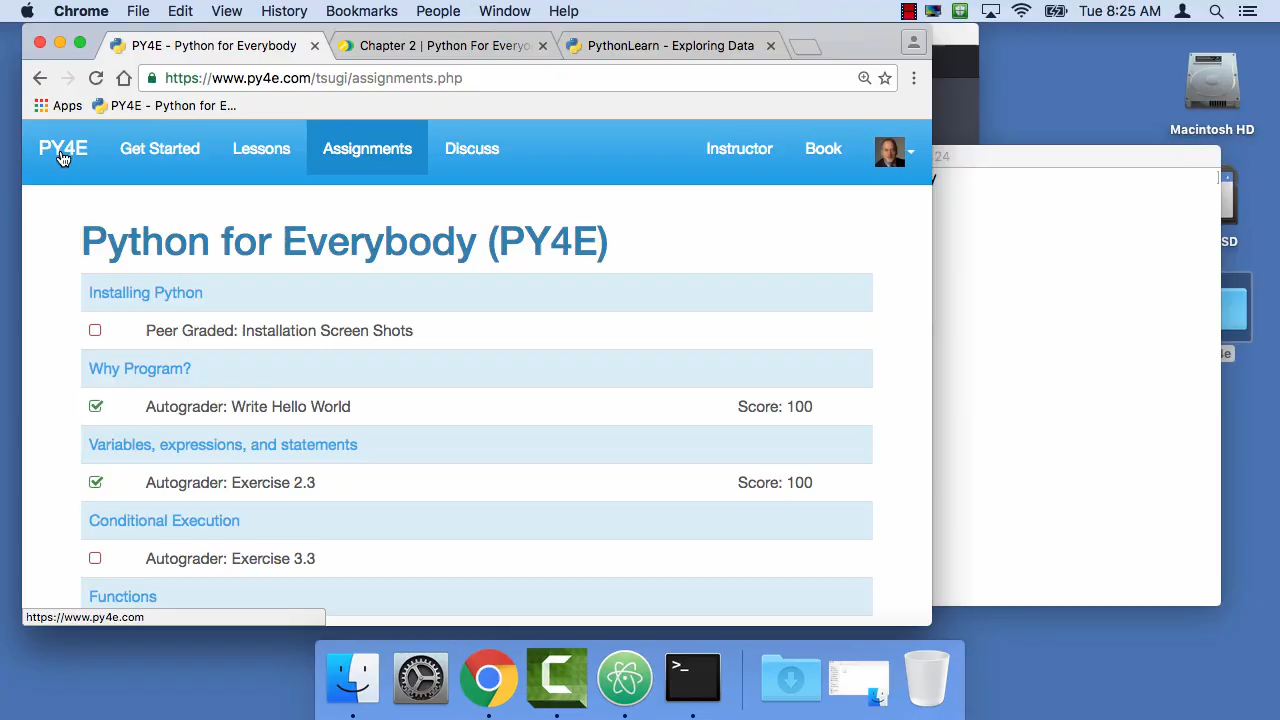 Chrome File Edit View History Bookmarks People Window Help Tue 8:25 AM
PY4E - Python for Everybody Chapter 2 | Python For Everyo PythonLearn - Exploring Data
https://www.py4e.com/tsugi/assignments.php
Apps PY4E - Python for E...
PY4E Get Started Lessons Assignments Discuss Instructor Book
Python for Everybody (PY4E)
Installing Python
Peer Graded: Installation Screen Shots
Why Program?
Autograder: Write Hello World Score: 100
Variables, expressions, and statements
Autograder: Exercise 2.3 Score: 100
Conditional Execution
Autograder: Exercise 3.3
Functions
https://www.py4e.com
24
y
Macintosh HD
SD
4e
>_